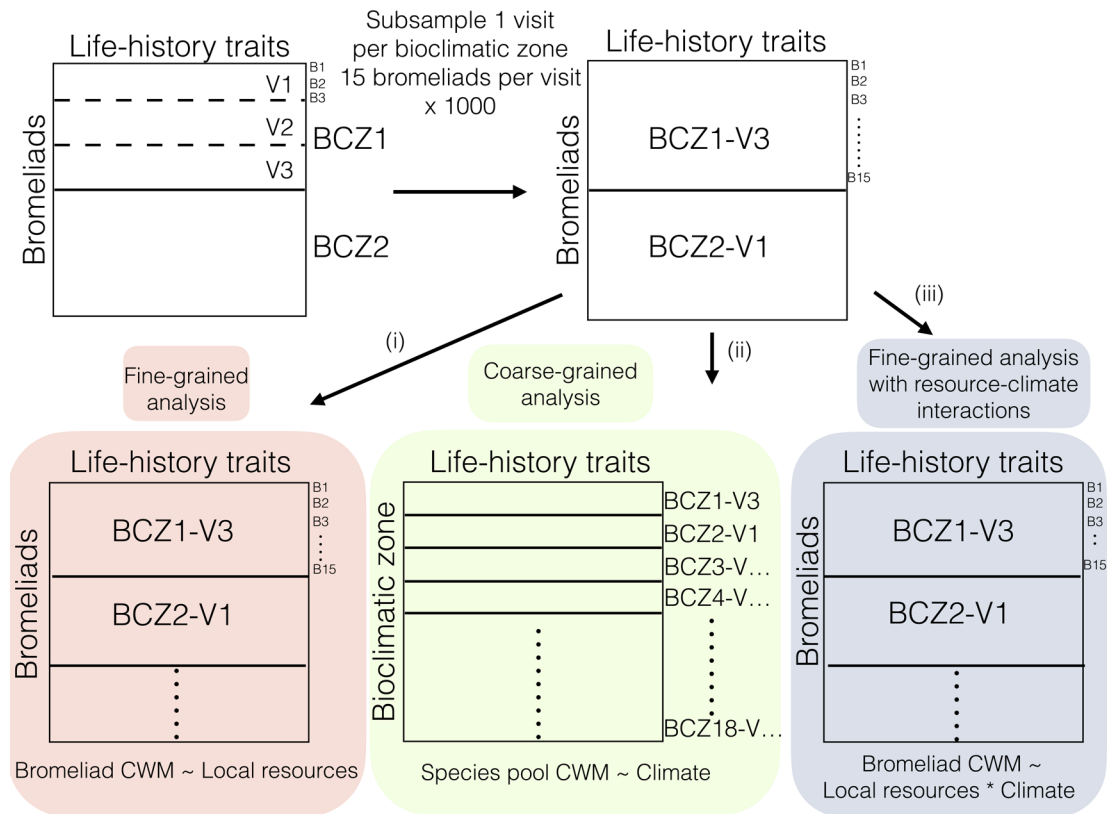 Life-history traits
Bromeliads
V1
V2
V3
B1
B2
B3
BCZ1
BCZ2
Subsample 1 visit
per bioclimatic zone
15 bromeliads per visit
x 1000
Life-history traits
Bromeliads
BCZ1-V3
BCZ2-V1
B1
B2
B3
B15
(i)
(ii)
(iii)
Fine-grained
analysis
Life-history traits
Bromeliads
BCZ1-V3
BCZ2-V1
B1
B2
B3
B15
Bromeliad CWM ~ Local resources
Coarse-grained
analysis
Life-history traits
Bioclimatic zone
BCZ1-V3
BCZ2-V1
BCZ3-V...
BCZ4-V...
BCZ18-V...
Species pool CWM ~ Climate
Fine-grained analysis
with resource-climate
interactions
Life-history traits
Bromeliads
BCZ1-V3
BCZ2-V1
B1
B2
B3
B15
Bromeliad CWM ~
Local resources * Climate